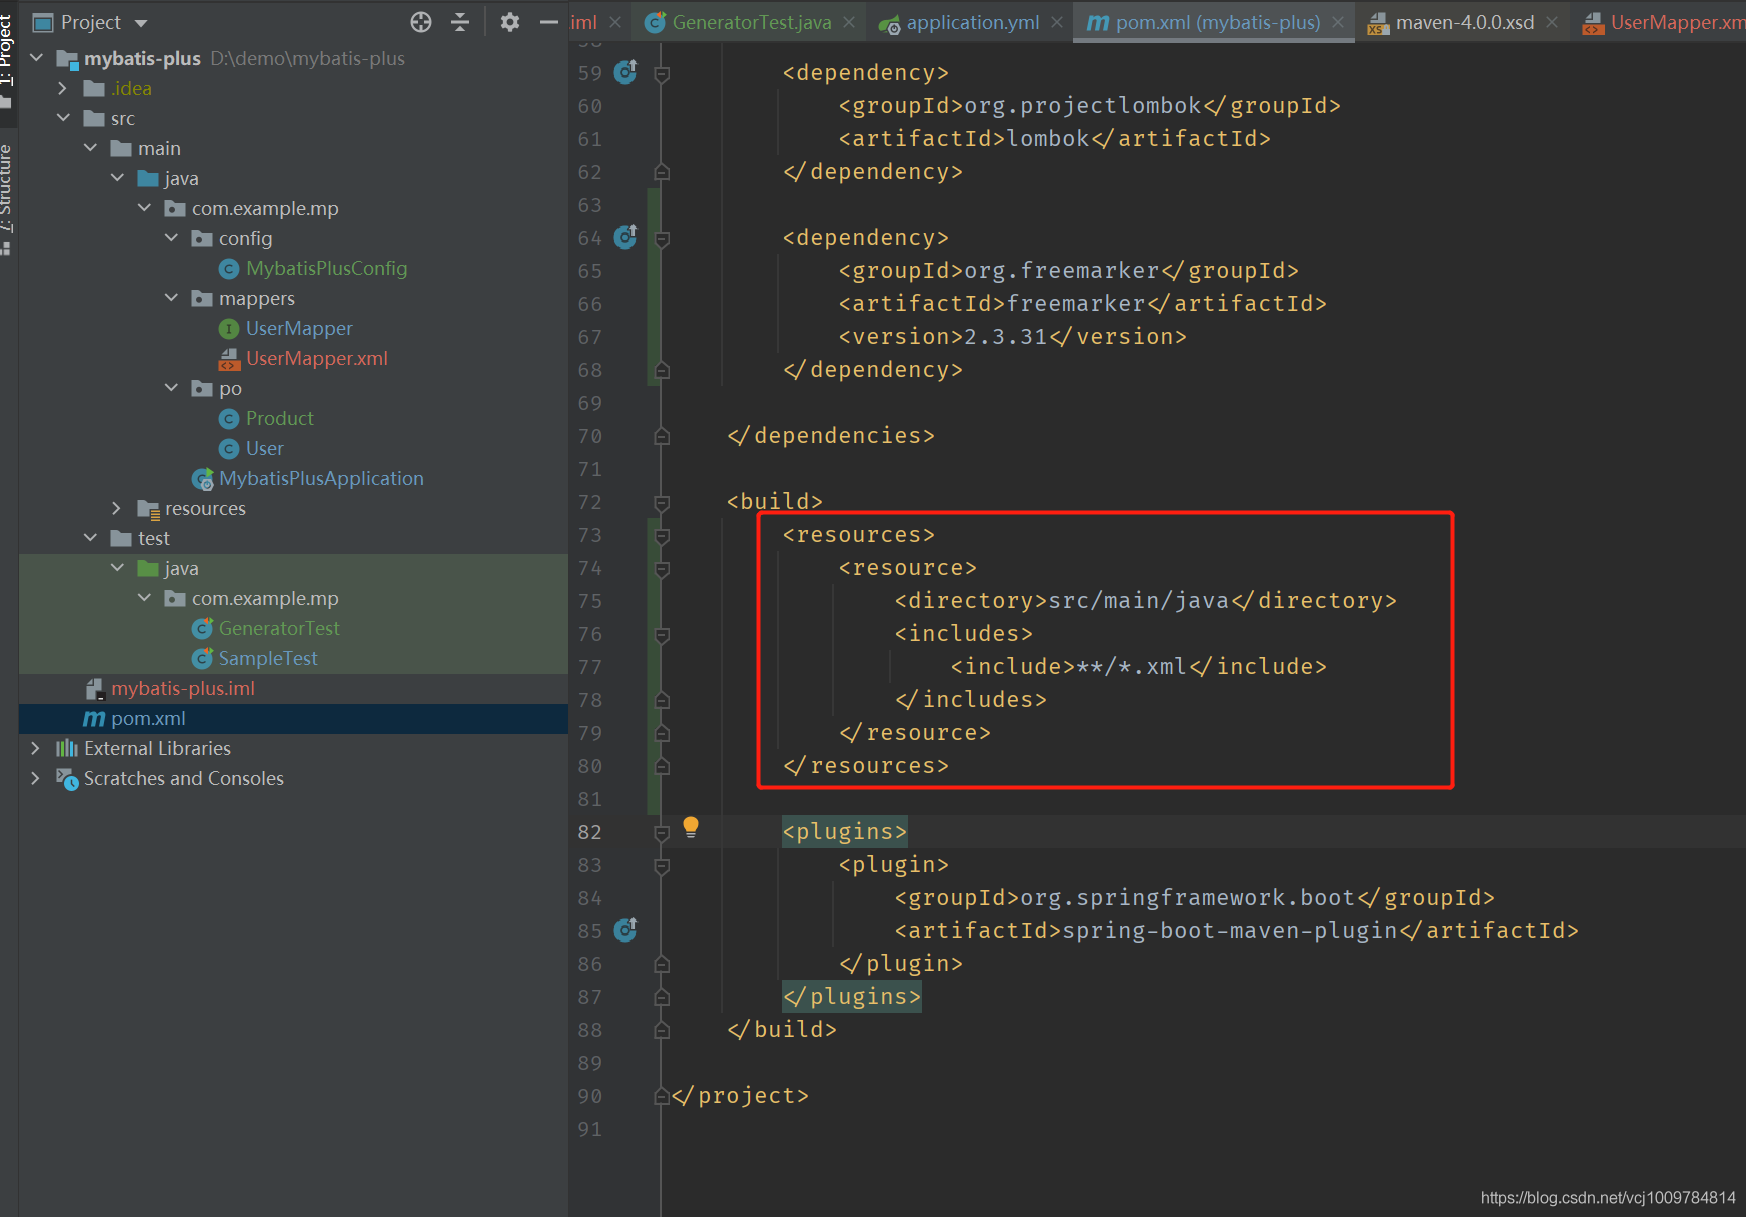 1: Project
7: Structure
Project
mybatis-plus D:\demo\mybatis-plus
.idea
src
main
java
com.example.mp
config
MybatisPlusConfig
mappers
UserMapper
UserMapper.xml
po
Product
User
MybatisPlusApplication
resources
test
java
com.example.mp
GeneratorTest
SampleTest
mybatis-plus.iml
pom.xml
External Libraries
Scratches and Consoles
.iml
GeneratorTest.java
application.yml
pom.xml (mybatis-plus)
maven-4.0.0.xsd
UserMapper.xm
59 <dependency>
60 <groupId>org.projectlombok</groupId>
61 <artifactId>lombok</artifactId>
62 </dependency>
63
64 <dependency>
65 <groupId>org.freemarker</groupId>
66 <artifactId>freemarker</artifactId>
67 <version>2.3.31</version>
68 </dependency>
69
70 </dependencies>
71
72 <build>
73 <resources>
74 <resource>
75 <directory>src/main/java</directory>
76 <includes>
77 <include>**/*.xml</include>
78 </includes>
79 </resource>
80 </resources>
81
82 <plugins>
83 <plugin>
84 <groupId>org.springframework.boot</groupId>
85 <artifactId>spring-boot-maven-plugin</artifactId>
86 </plugin>
87 </plugins>
88 </build>
89
90 </project>
91
https://blog.csdn.net/vcj1009784814